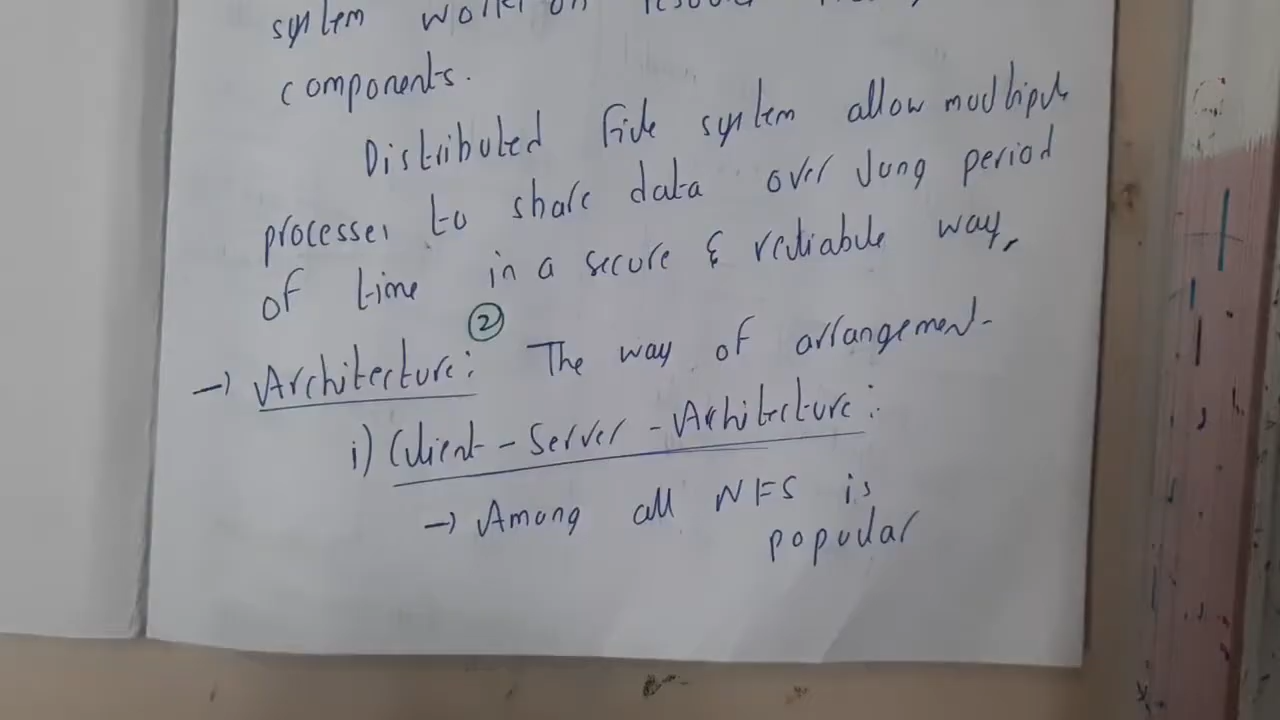 system
components.
Distributed file system allow multiple
processes to share data over long period
of time in a secure & reliable way,
②
→ Architecture: The way of arrangement-
i) Client-Server-Architecture:
→ Among all NFS is
popular